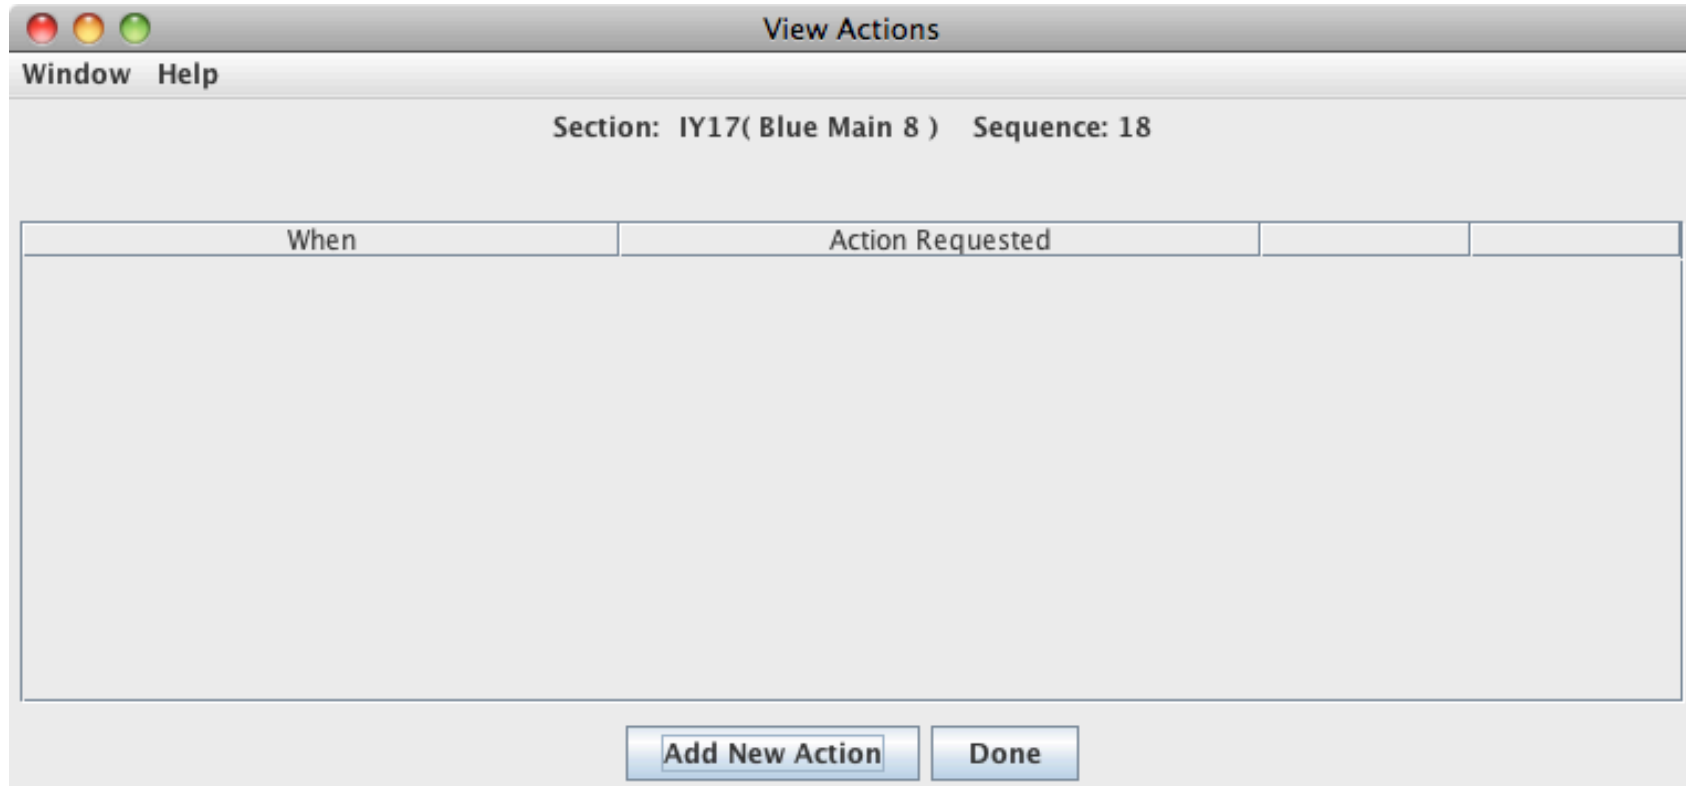 View Actions
Window Help
Section: IY17( Blue Main 8 ) Sequence: 18
When Action Requested
Add New Action Done